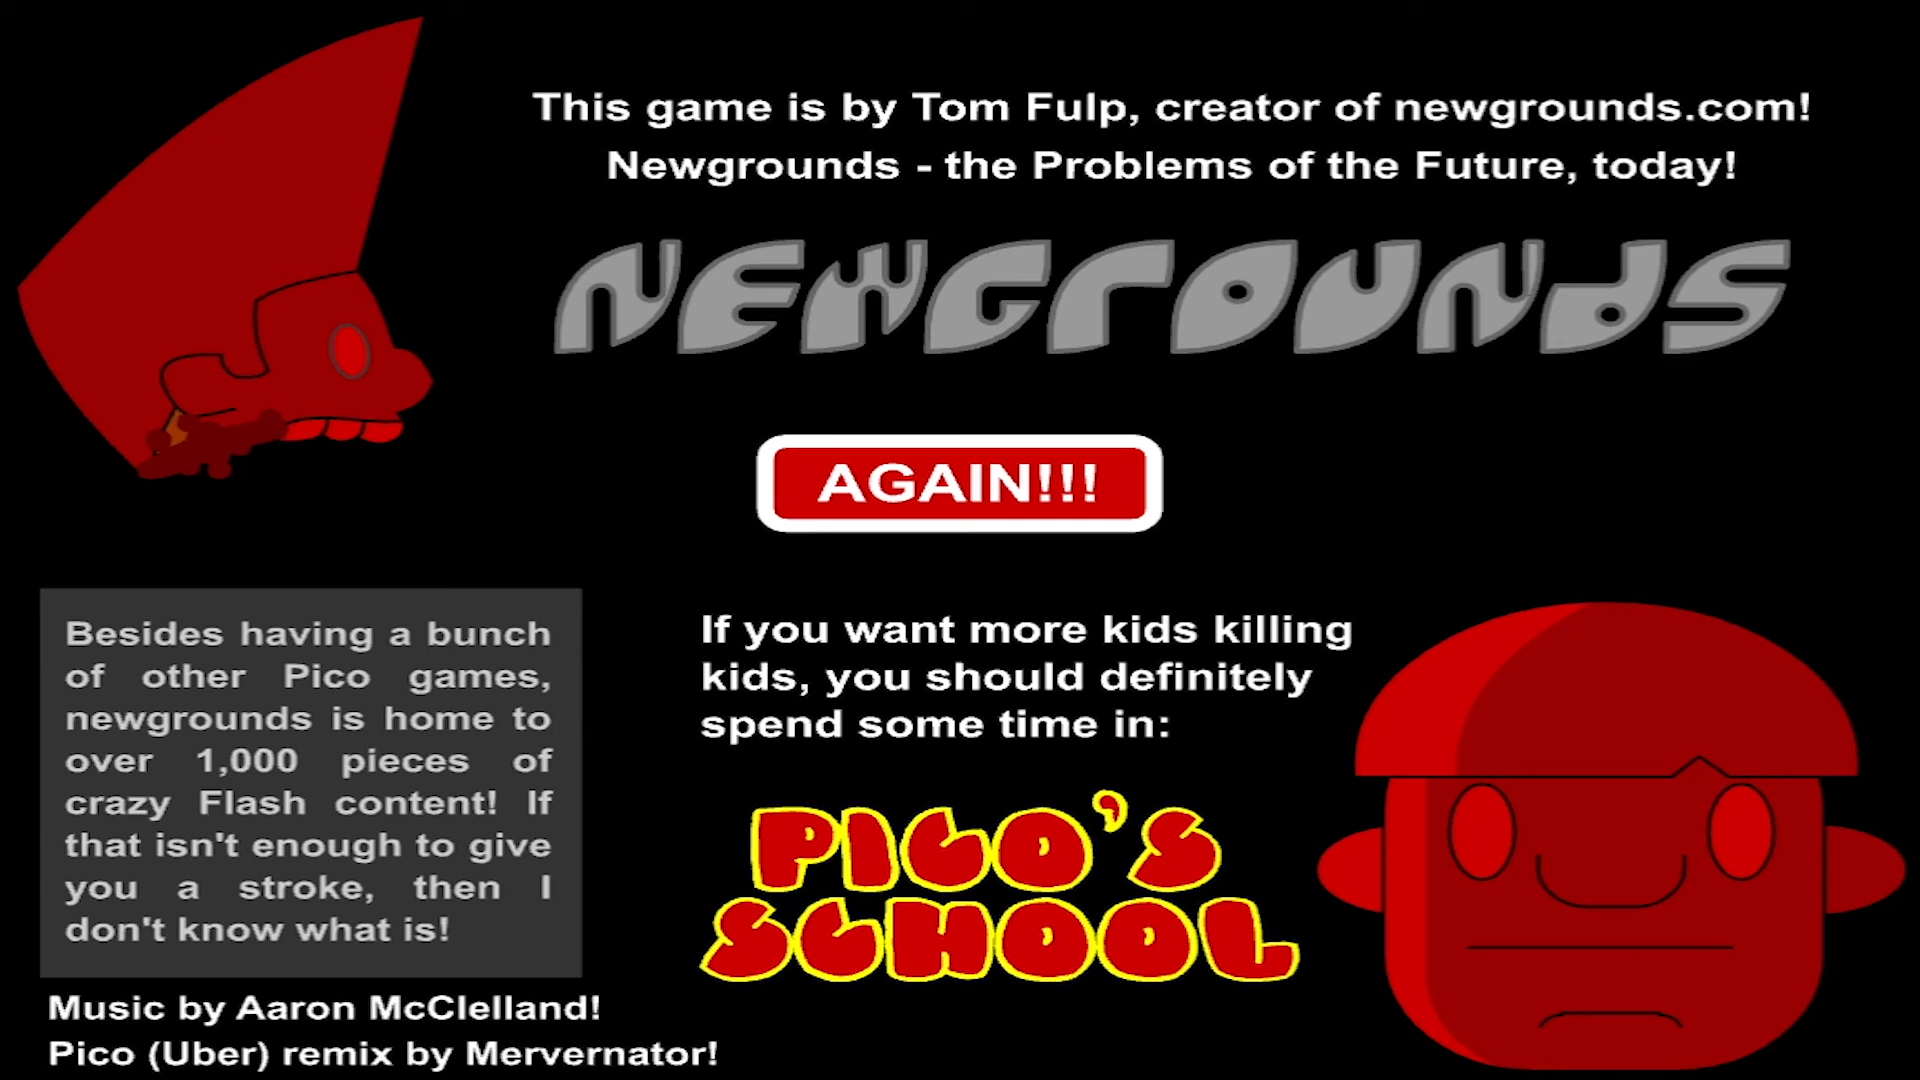 This game is by Tom Fulp, creator of newgrounds.com!
Newgrounds - the Problems of the Future, today!
NEWGROUNDS
AGAIN!!!
Besides having a bunch
of other Pico games,
newgrounds is home to
over 1,000 pieces of
crazy Flash content! If
that isn't enough to give
you a stroke, then I
don't know what is!
Music by Aaron McClelland!
Pico (Uber) remix by Mervernator!
If you want more kids killing
kids, you should definitely
spend some time in:
PICO'S
SCHOOL